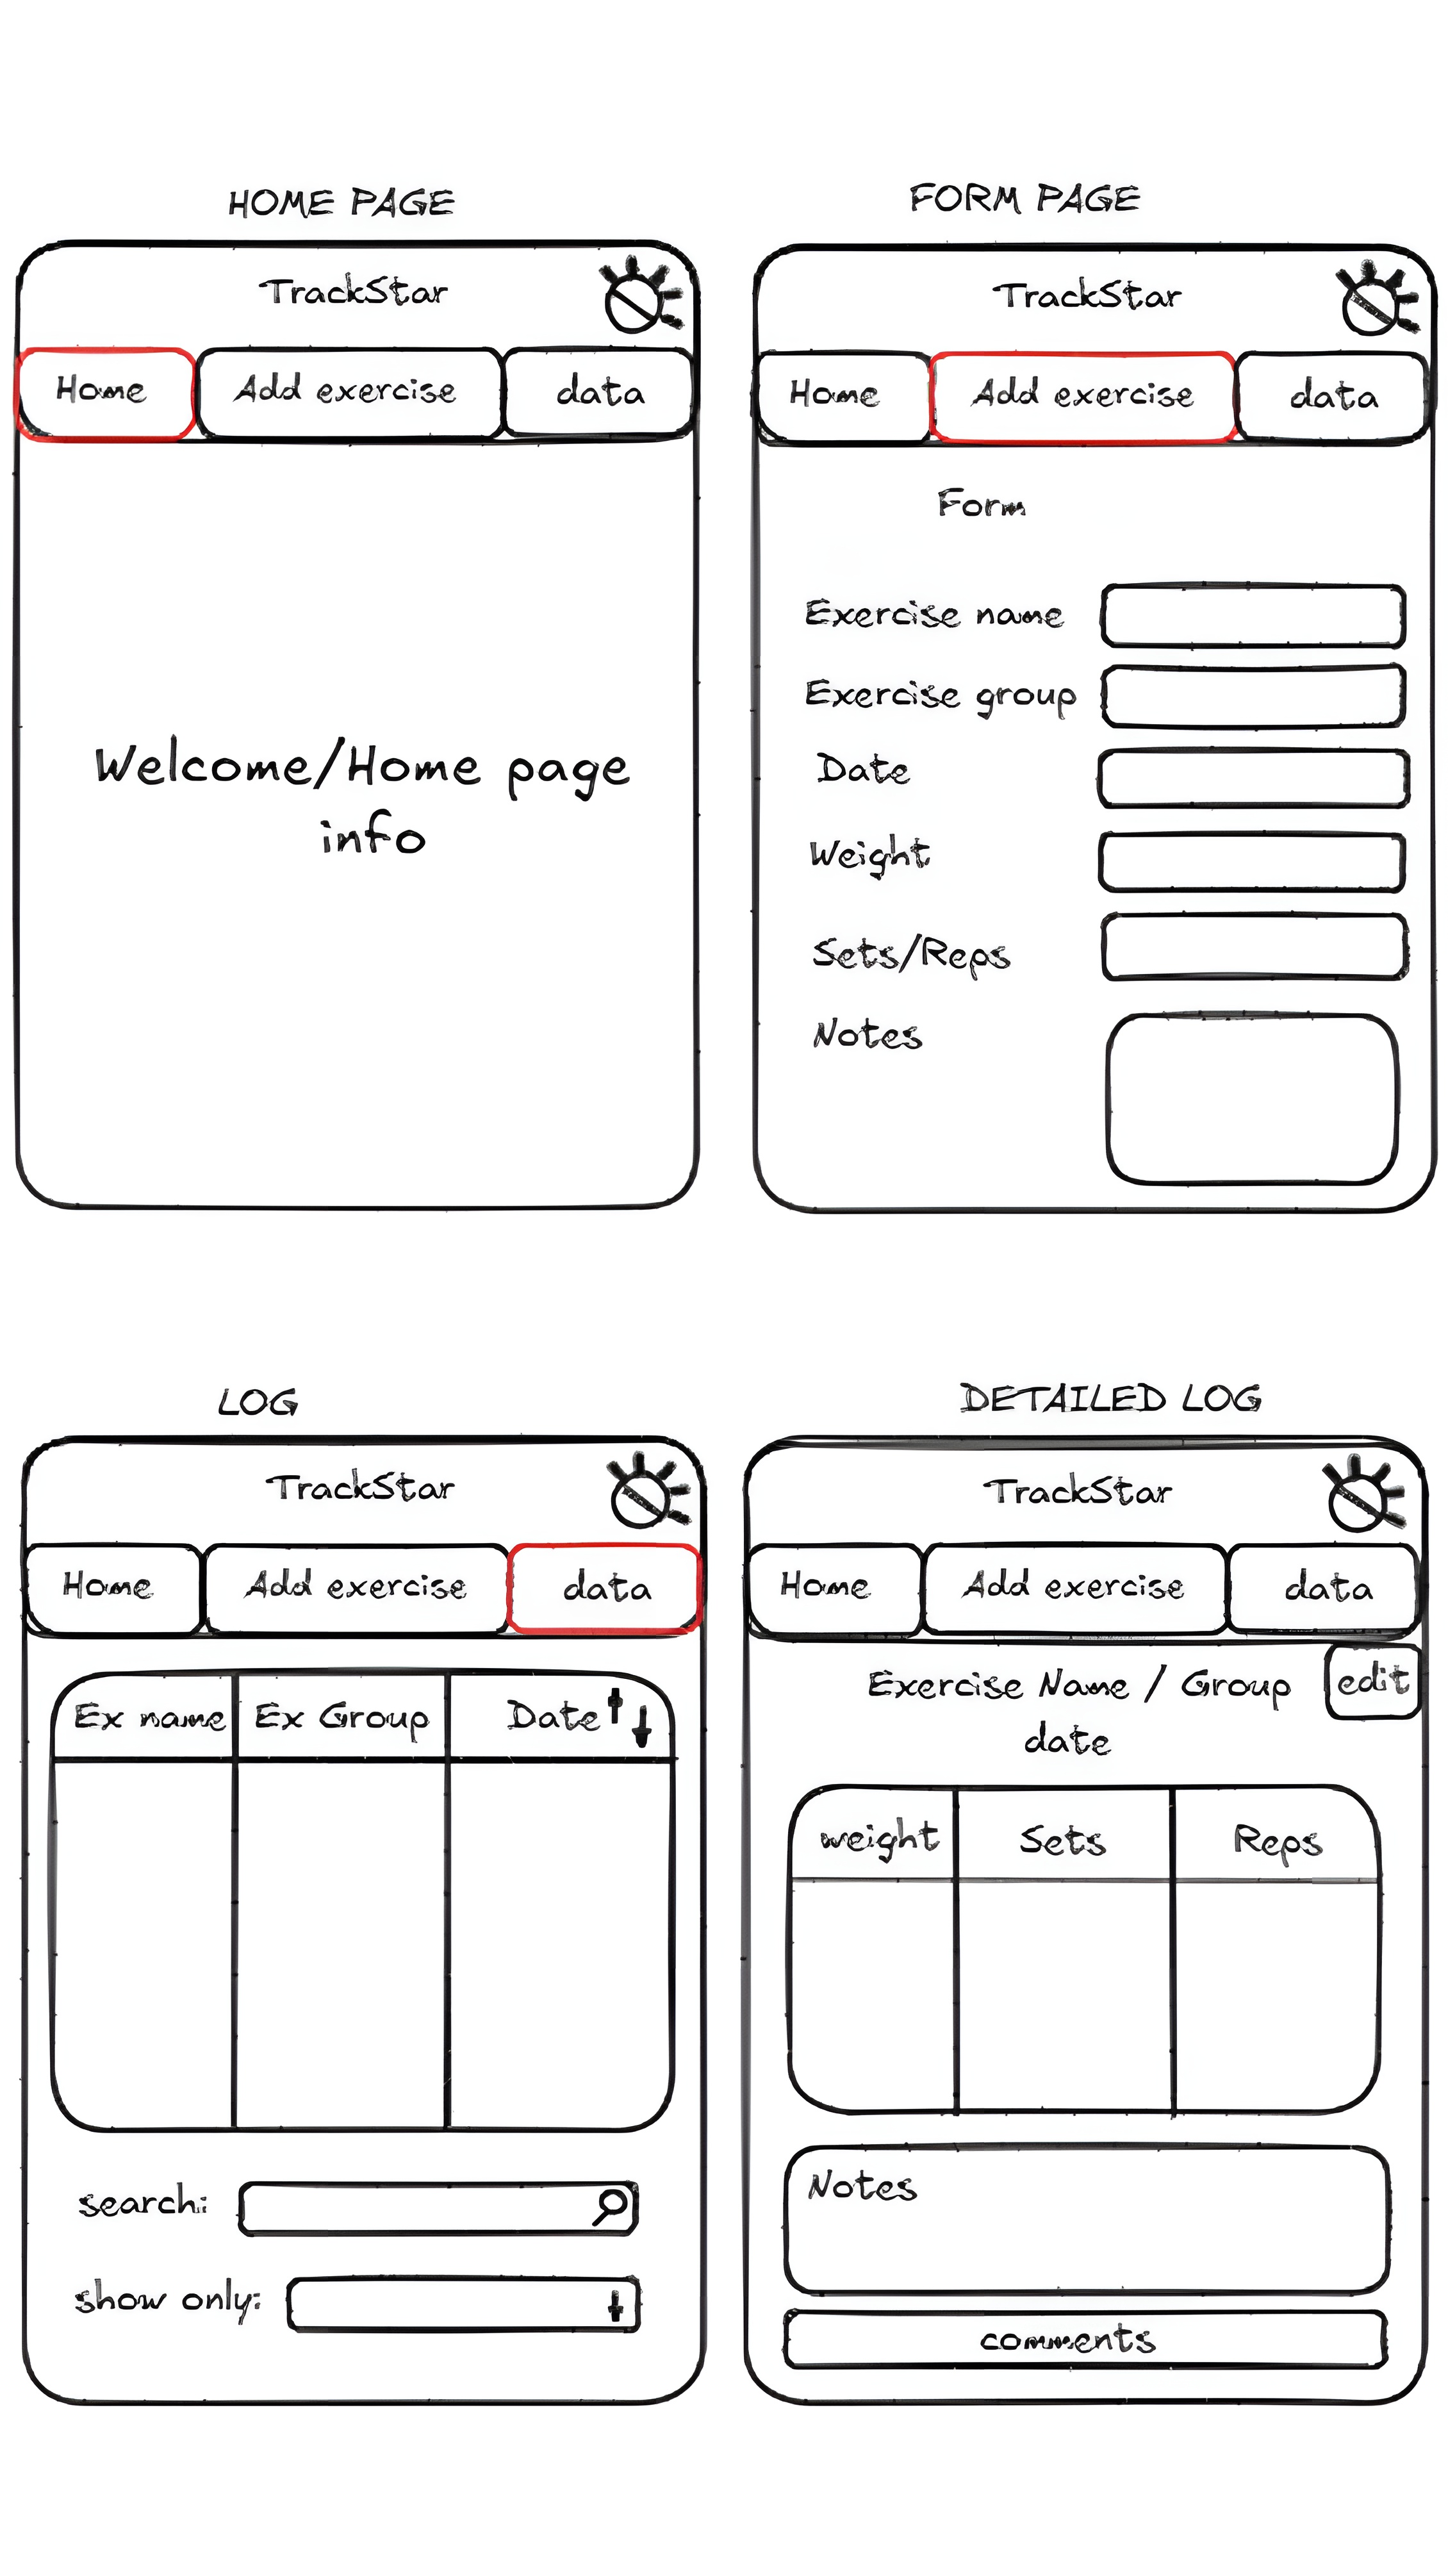 HOME PAGE
TrackStar
Home Add exercise data
Welcome/Home page
info
FORM PAGE
TrackStar
Home Add exercise data
Form
Exercise name
Exercise group
Date
Weight
Sets/Reps
Notes
LOG
TrackStar
Home Add exercise data
Ex name Ex Group Date
search:
show only:
DETAILED LOG
TrackStar
Home Add exercise data
Exercise Name / Group edit
date
weight Sets Reps
Notes
comments